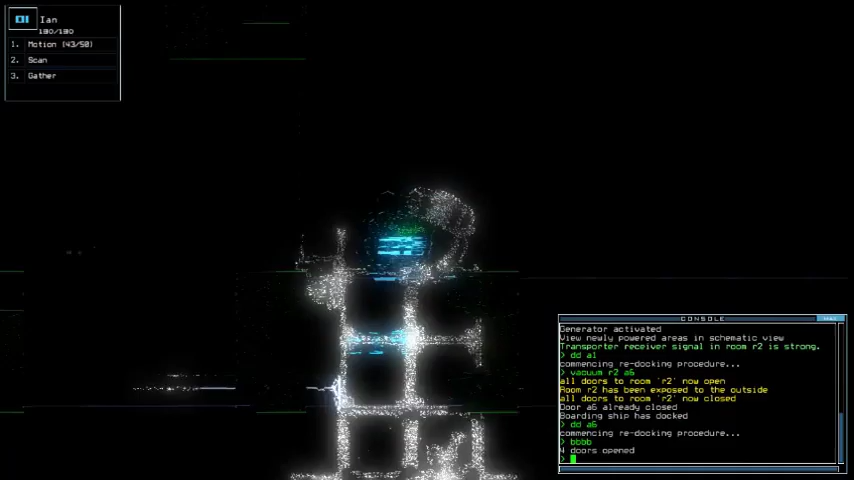 Ian
180/180
1. Motion (43/50)
2. Scan
3. Gather
CONSOLE
Generator activated
View newly powered areas in schematic view
Transporter receiver signal in room r2 is strong.
> dd a1
commencing re-docking procedure...
> vacuum r2 a6
all doors to room 'r2' now open
Room r2 has been exposed to the outside
all doors to room 'r2' now closed
Door a6 already closed
Boarding ship has docked
> dd a6
commencing re-docking procedure...
> bbbb
4 doors opened
>